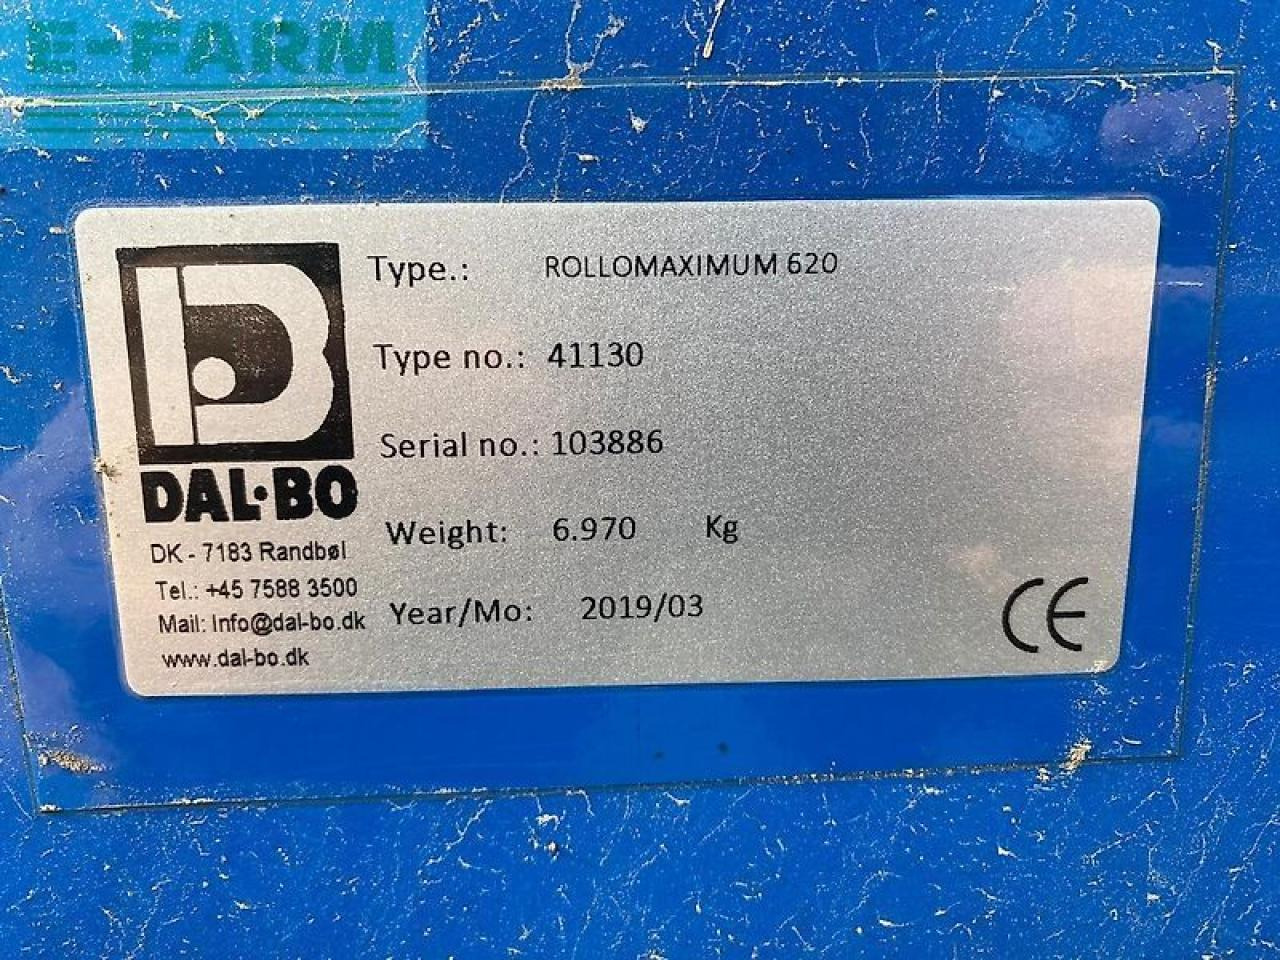 E-FARM
Type.: ROLLOMAXIMUM 620
Type no.: 41130
Serial no.: 103886
Weight: 6.970 Kg
Year/Mo: 2019/03
DAL·BO
DK - 7183 Randbøl
Tel.: +45 7588 3500
Mail: Info@dal-bo.dk
www.dal-bo.dk
CE